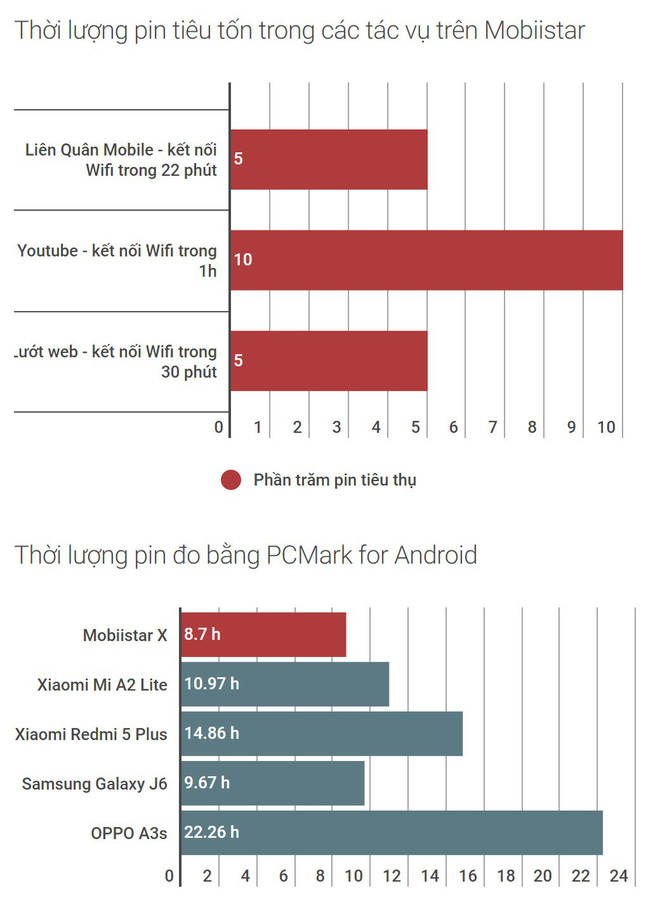 Thời lượng pin tiêu tốn trong các tác vụ trên Mobiistar
Liên Quân Mobile - kết nối
Wifi trong 22 phút
5
Youtube - kết nối Wifi trong
1h
10
Lướt web - kết nối Wifi trong
30 phút
5
0 1 2 3 4 5 6 7 8 9 10
Phần trăm pin tiêu thụ
Thời lượng pin đo bằng PCMark for Android
Mobiistar X 8.7 h
Xiaomi Mi A2 Lite 10.97 h
Xiaomi Redmi 5 Plus 14.86 h
Samsung Galaxy J6 9.67 h
OPPO A3s 22.26 h
0 2 4 6 8 10 12 14 16 18 20 22 24